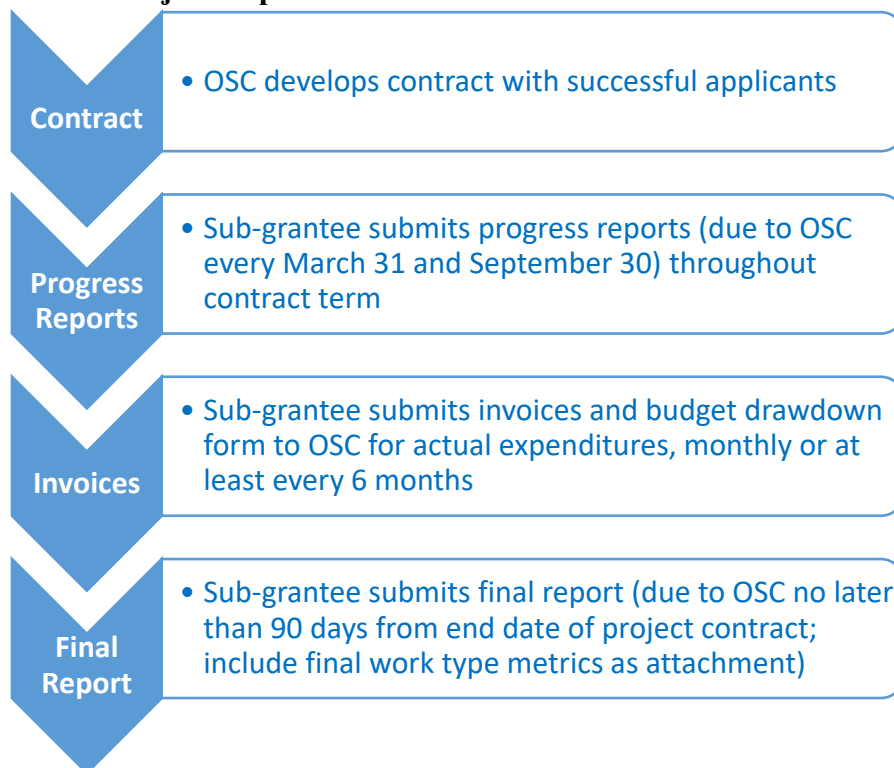 Contract
• OSC develops contract with successful applicants
Progress
Reports
• Sub-grantee submits progress reports (due to OSC
every March 31 and September 30) throughout
contract term
Invoices
• Sub-grantee submits invoices and budget drawdown
form to OSC for actual expenditures, monthly or at
least every 6 months
Final
Report
• Sub-grantee submits final report (due to OSC no later
than 90 days from end date of project contract;
include final work type metrics as attachment)